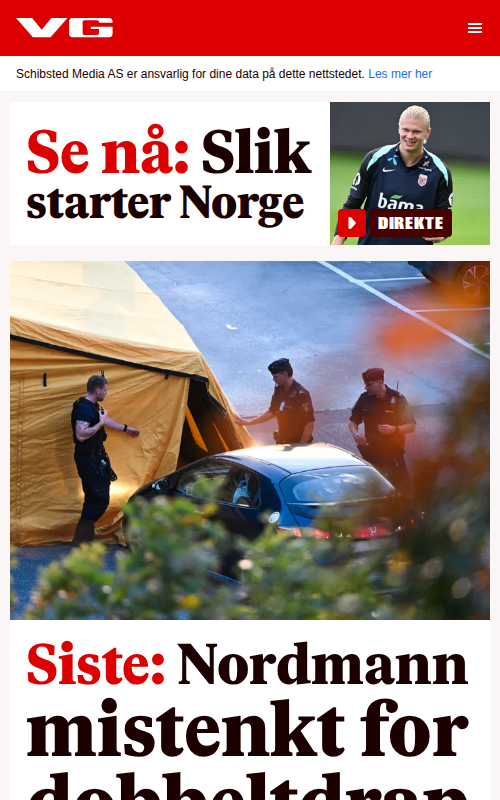 VG
Schibsted Media AS er ansvarlig for dine data på dette nettstedet. Les mer her
Se nå: Slik
starter Norge
bama
DIREKTE
Siste: Nordmann
mistenkt for
dobbeltdrap